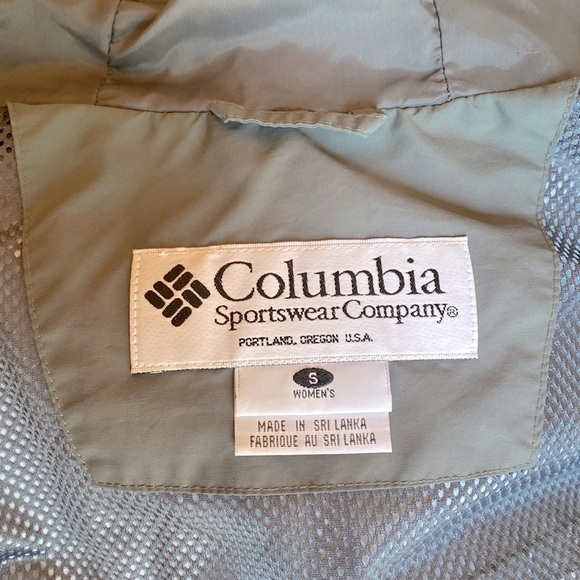 Columbia
Sportswear Company®
PORTLAND, OREGON U.S.A.
S
WOMEN'S
MADE IN SRI LANKA
FABRIQUE AU SRI LANKA